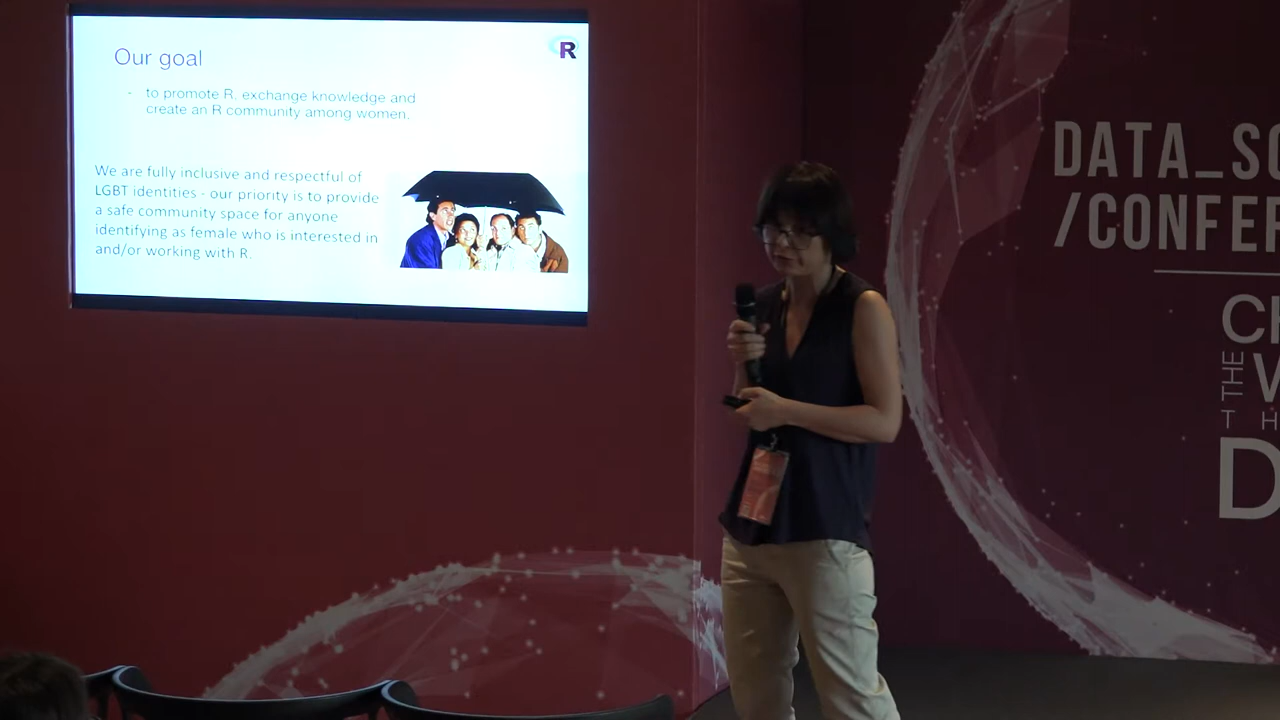 Our goal
R
- to promote R, exchange knowledge and
create an R community among women.
We are fully inclusive and respectful of
LGBT identities - our priority is to provide
a safe community space for anyone
identifying as female who is interested in
and/or working with R.
DATA_SC
/CONFER
CH
THE W
T H
D